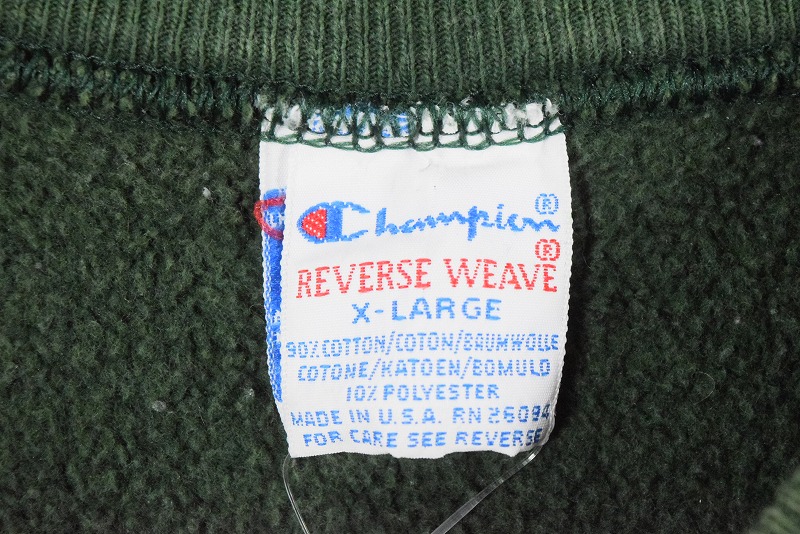 Champion®
REVERSE WEAVE®
X-LARGE
90% COTTON/COTON/BAUMWOLLE
COTONE/KATOEN/BOMULD
10% POLYESTER
MADE IN U.S.A. RN 26094
FOR CARE SEE REVERSE